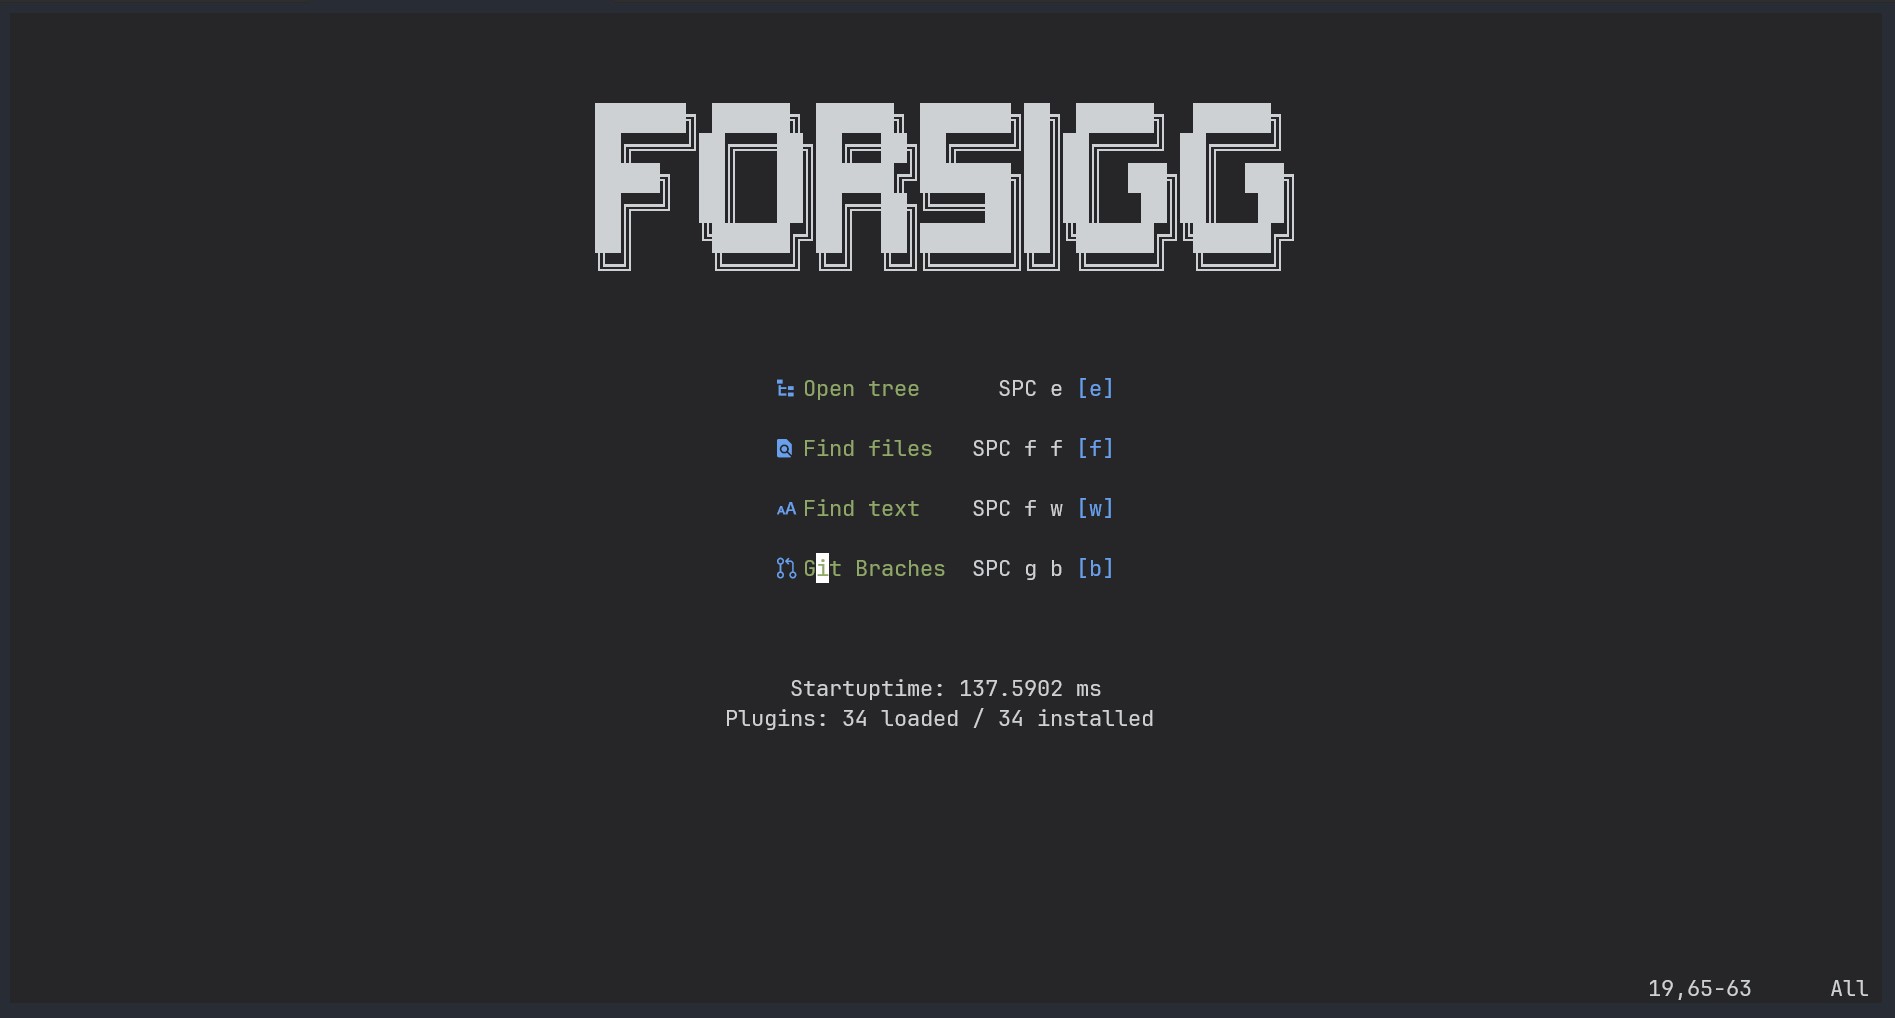 FORSIGG
Open tree SPC e [e]
Find files SPC f f [f]
Find text SPC f w [w]
Git Braches SPC g b [b]
Startuptime: 137.5902 ms
Plugins: 34 loaded / 34 installed
19,65-63 All